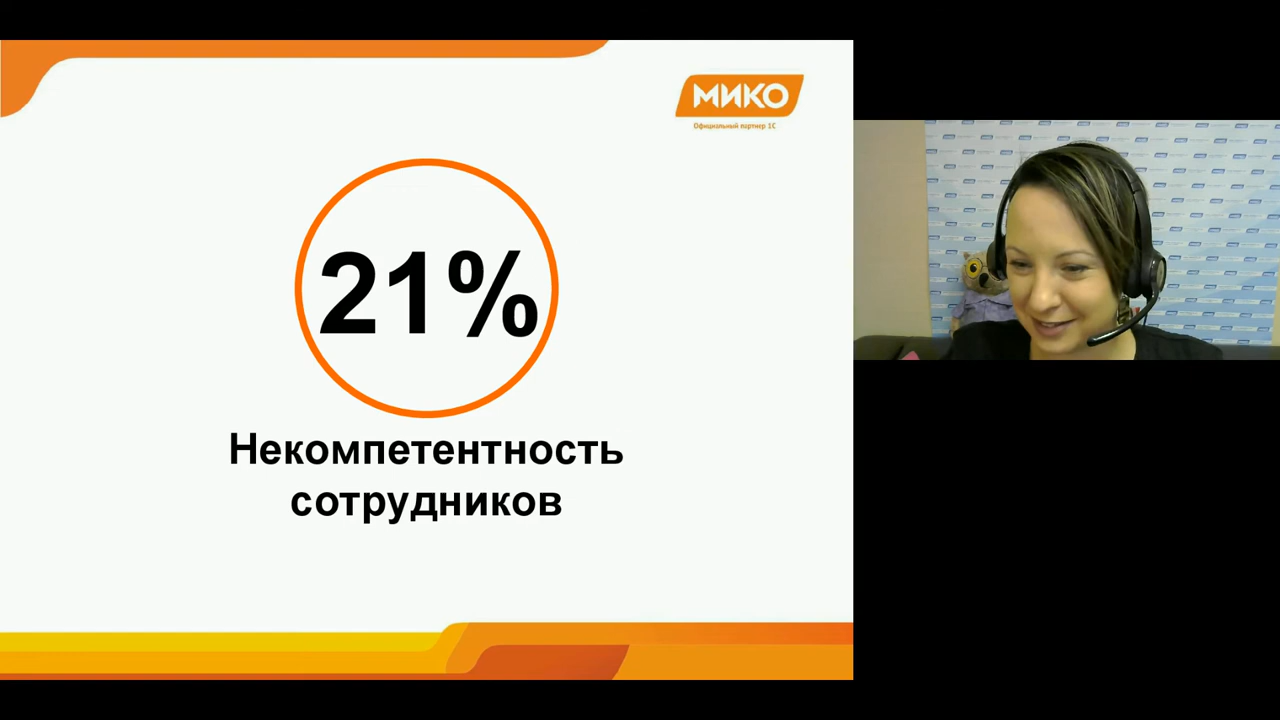 МИКО
Официальный партнер 1С
21%
Некомпетентность
сотрудников